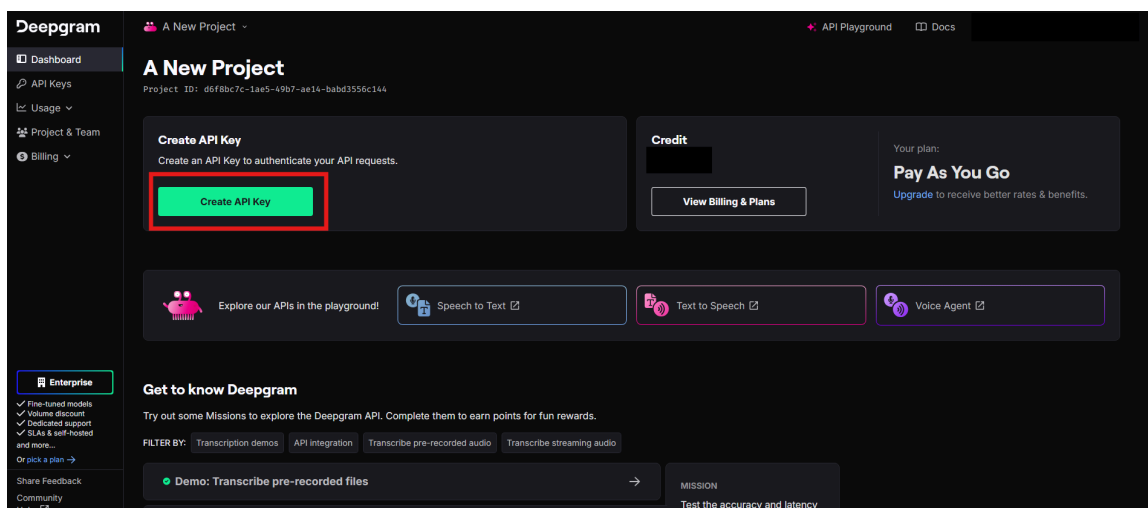 Deepgram
A New Project
API Playground
Docs
Dashboard
API Keys
Usage
Project & Team
Billing
A New Project
Project ID: d6f8bc7c-1ae5-49b7-ae14-babd3556c144
Create API Key
Create an API Key to authenticate your API requests.
Create API Key
Credit
View Billing & Plans
Your plan:
Pay As You Go
Upgrade to receive better rates & benefits.
Explore our APIs in the playground!
Speech to Text
Text to Speech
Voice Agent
Enterprise
Fine-tuned models
Volume discount
Dedicated support
SLAs & self-hosted
and more...
Or pick a plan →
Share Feedback
Community
Get to know Deepgram
Try out some Missions to explore the Deepgram API. Complete them to earn points for fun rewards.
FILTER BY: Transcription demos API integration Transcribe pre-recorded audio Transcribe streaming audio
Demo: Transcribe pre-recorded files →
MISSION
Test the accuracy and latency